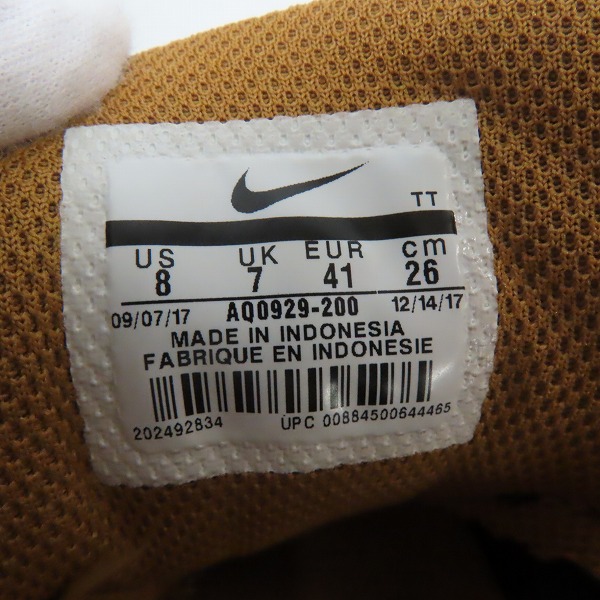 TT
US UK EUR cm
8 7 41 26
09/07/17 AQ0929-200 12/14/17
MADE IN INDONESIA
FABRIQUE EN INDONESIE
202492834 UPC 00884500644465